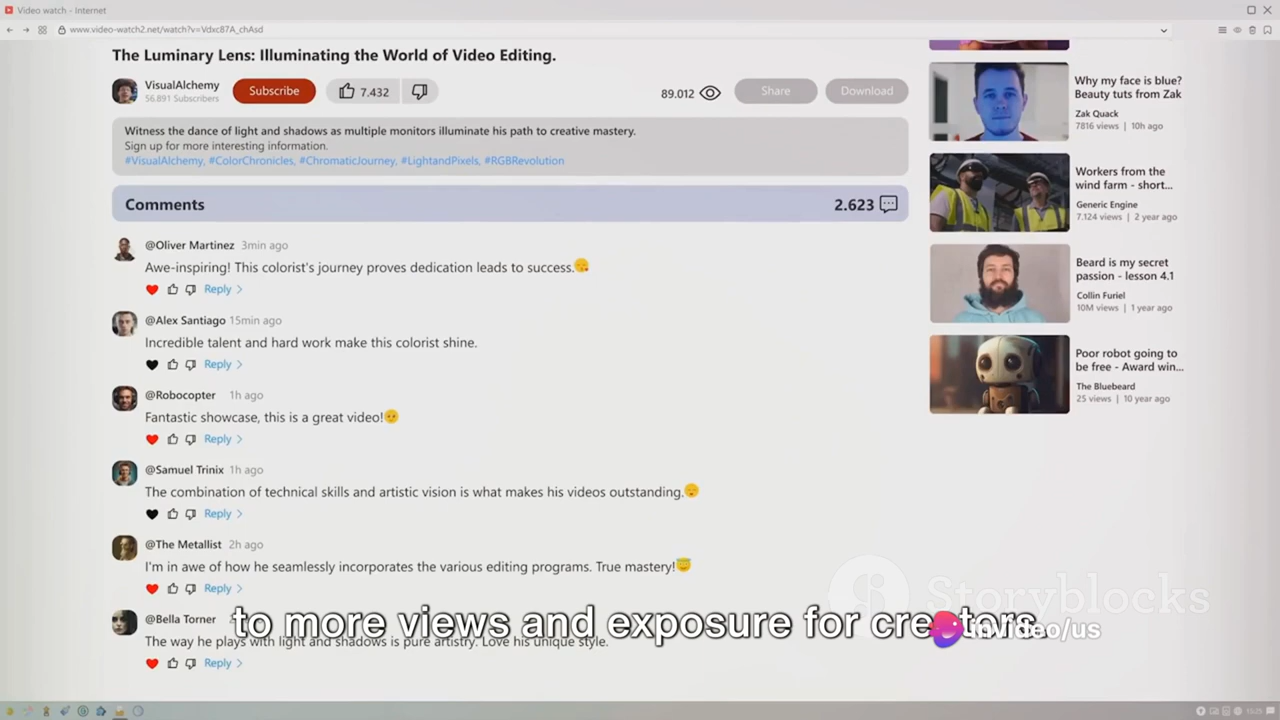 Video.watch - Internet
www.video-watch2.net/watch?v=Vdxc87A_chAsd
The Luminary Lens: Illuminating the World of Video Editing.
VisualAlchemy
56.891 Subscribers
Subscribe
7.432
89.012
Share
Download
Witness the dance of light and shadows as multiple monitors illuminate his path to creative mastery.
Sign up for more interesting information.
#VisualAlchemy, #ColorChronicles, #ChromaticJourney, #LightandPixels, #RGBRevolution
Comments
2.623
@Oliver Martinez 3min ago
Awe-inspiring! This colorist's journey proves dedication leads to success.
Reply
@Alex Santiago 15min ago
Incredible talent and hard work make this colorist shine.
Reply
@Robocopter 1h ago
Fantastic showcase, this is a great video!
Reply
@Samuel Trinix 1h ago
The combination of technical skills and artistic vision is what makes his videos outstanding.
Reply
@The Metallist 2h ago
I'm in awe of how he seamlessly incorporates the various editing programs. True mastery!
Reply
@Bella Torner
The way he plays with light and shadows is pure artistry. Love his unique style.
Reply
Why my face is blue?
Beauty tuts from Zak
Zak Quack
7816 views | 10h ago
Workers from the
wind farm - short...
Generic Engine
7.124 views | 2 year ago
Beard is my secret
passion - lesson 4.1
Collin Furiel
10M views | 1 year ago
Poor robot going to
be free - Award win...
The Bluebeard
25 views | 10 year ago
Storyblocks
to more views and exposure for creators.